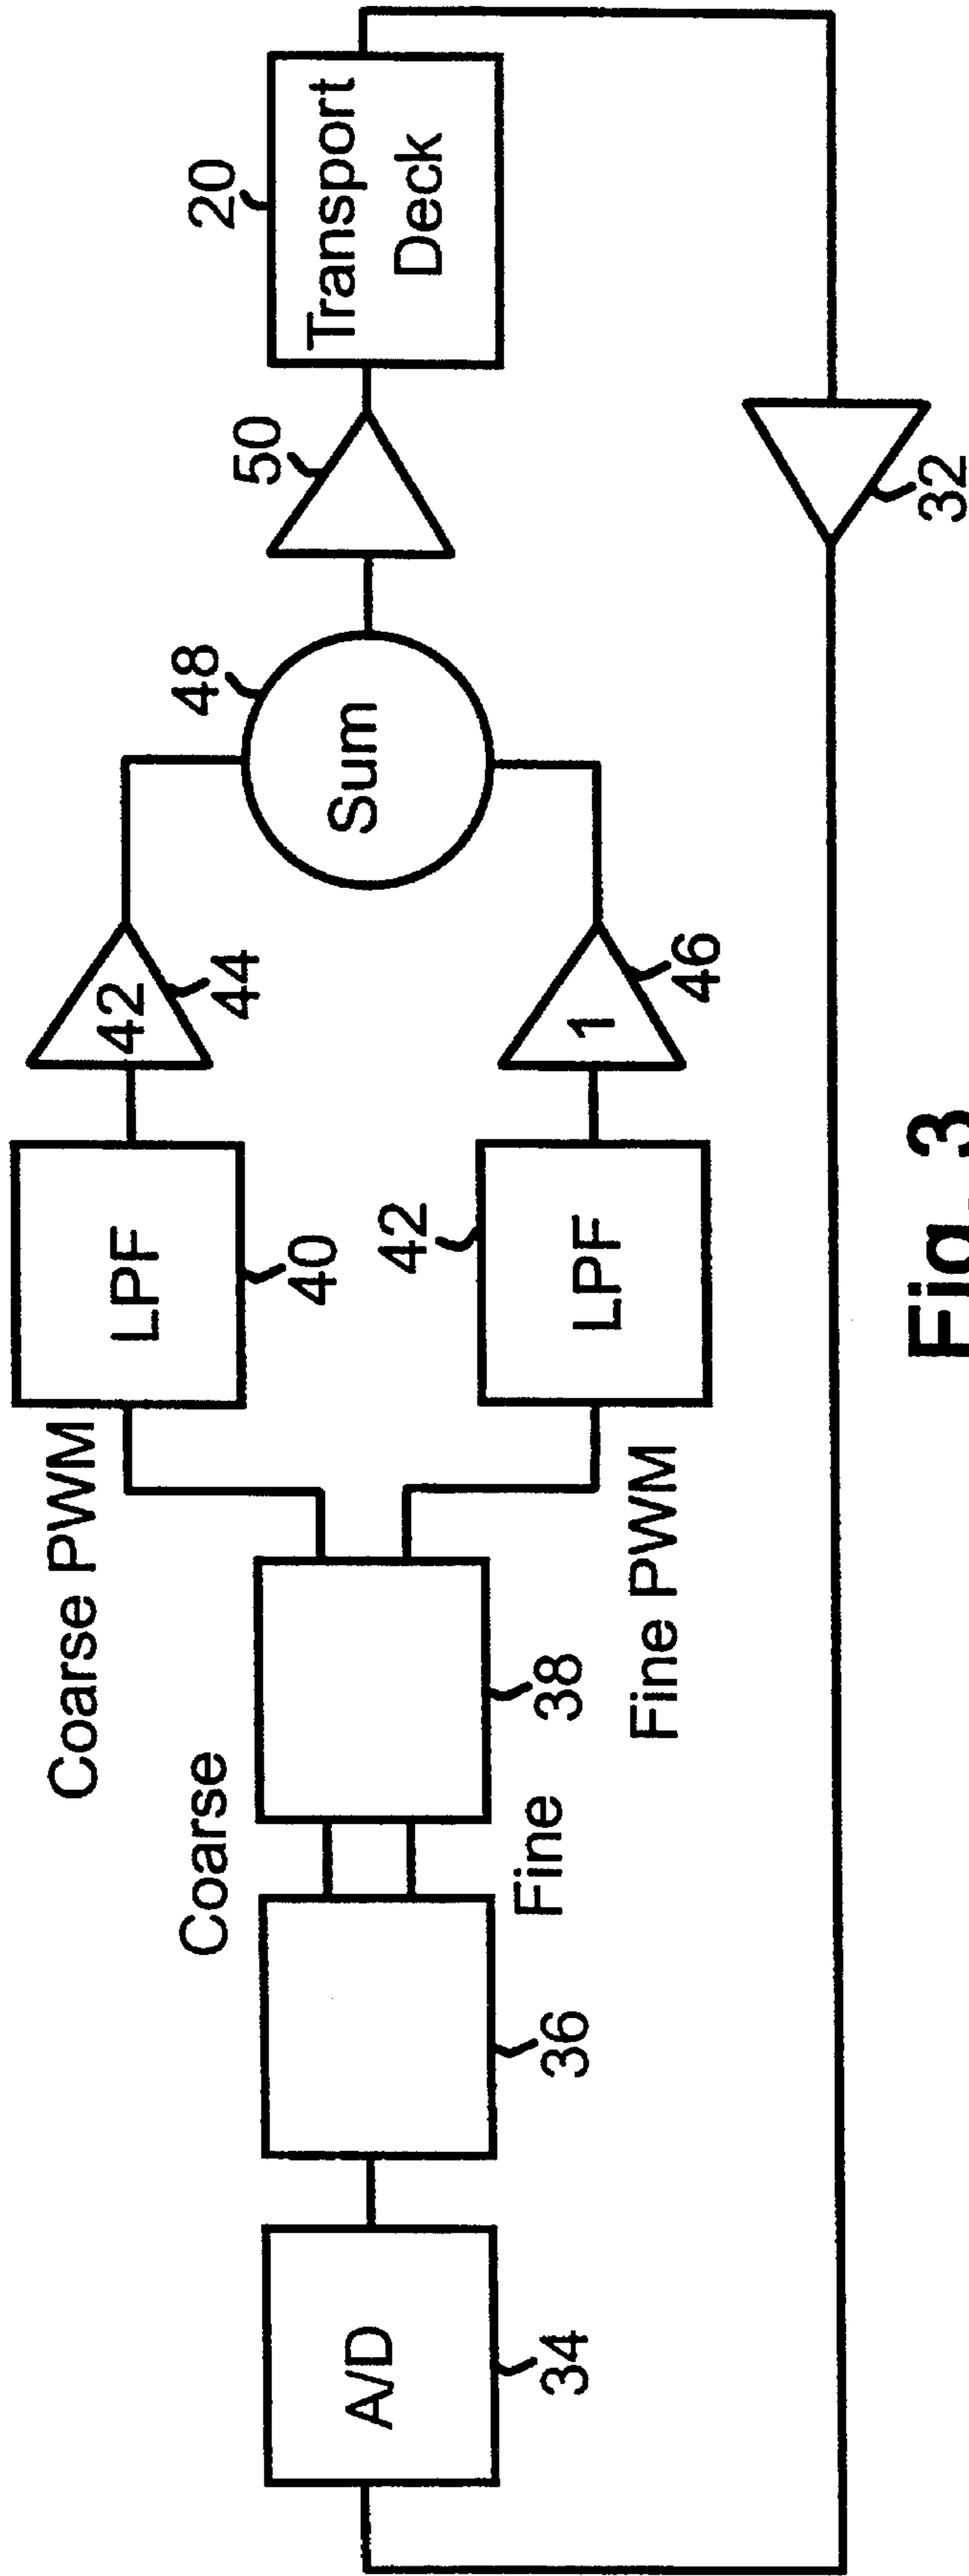 Coarse PWM
LPF
40
42
44
48
Sum
50
20
Transport
Deck
A/D
34
36
Coarse
Fine
38
Fine PWM
42
LPF
1
46
32
Fig. 3